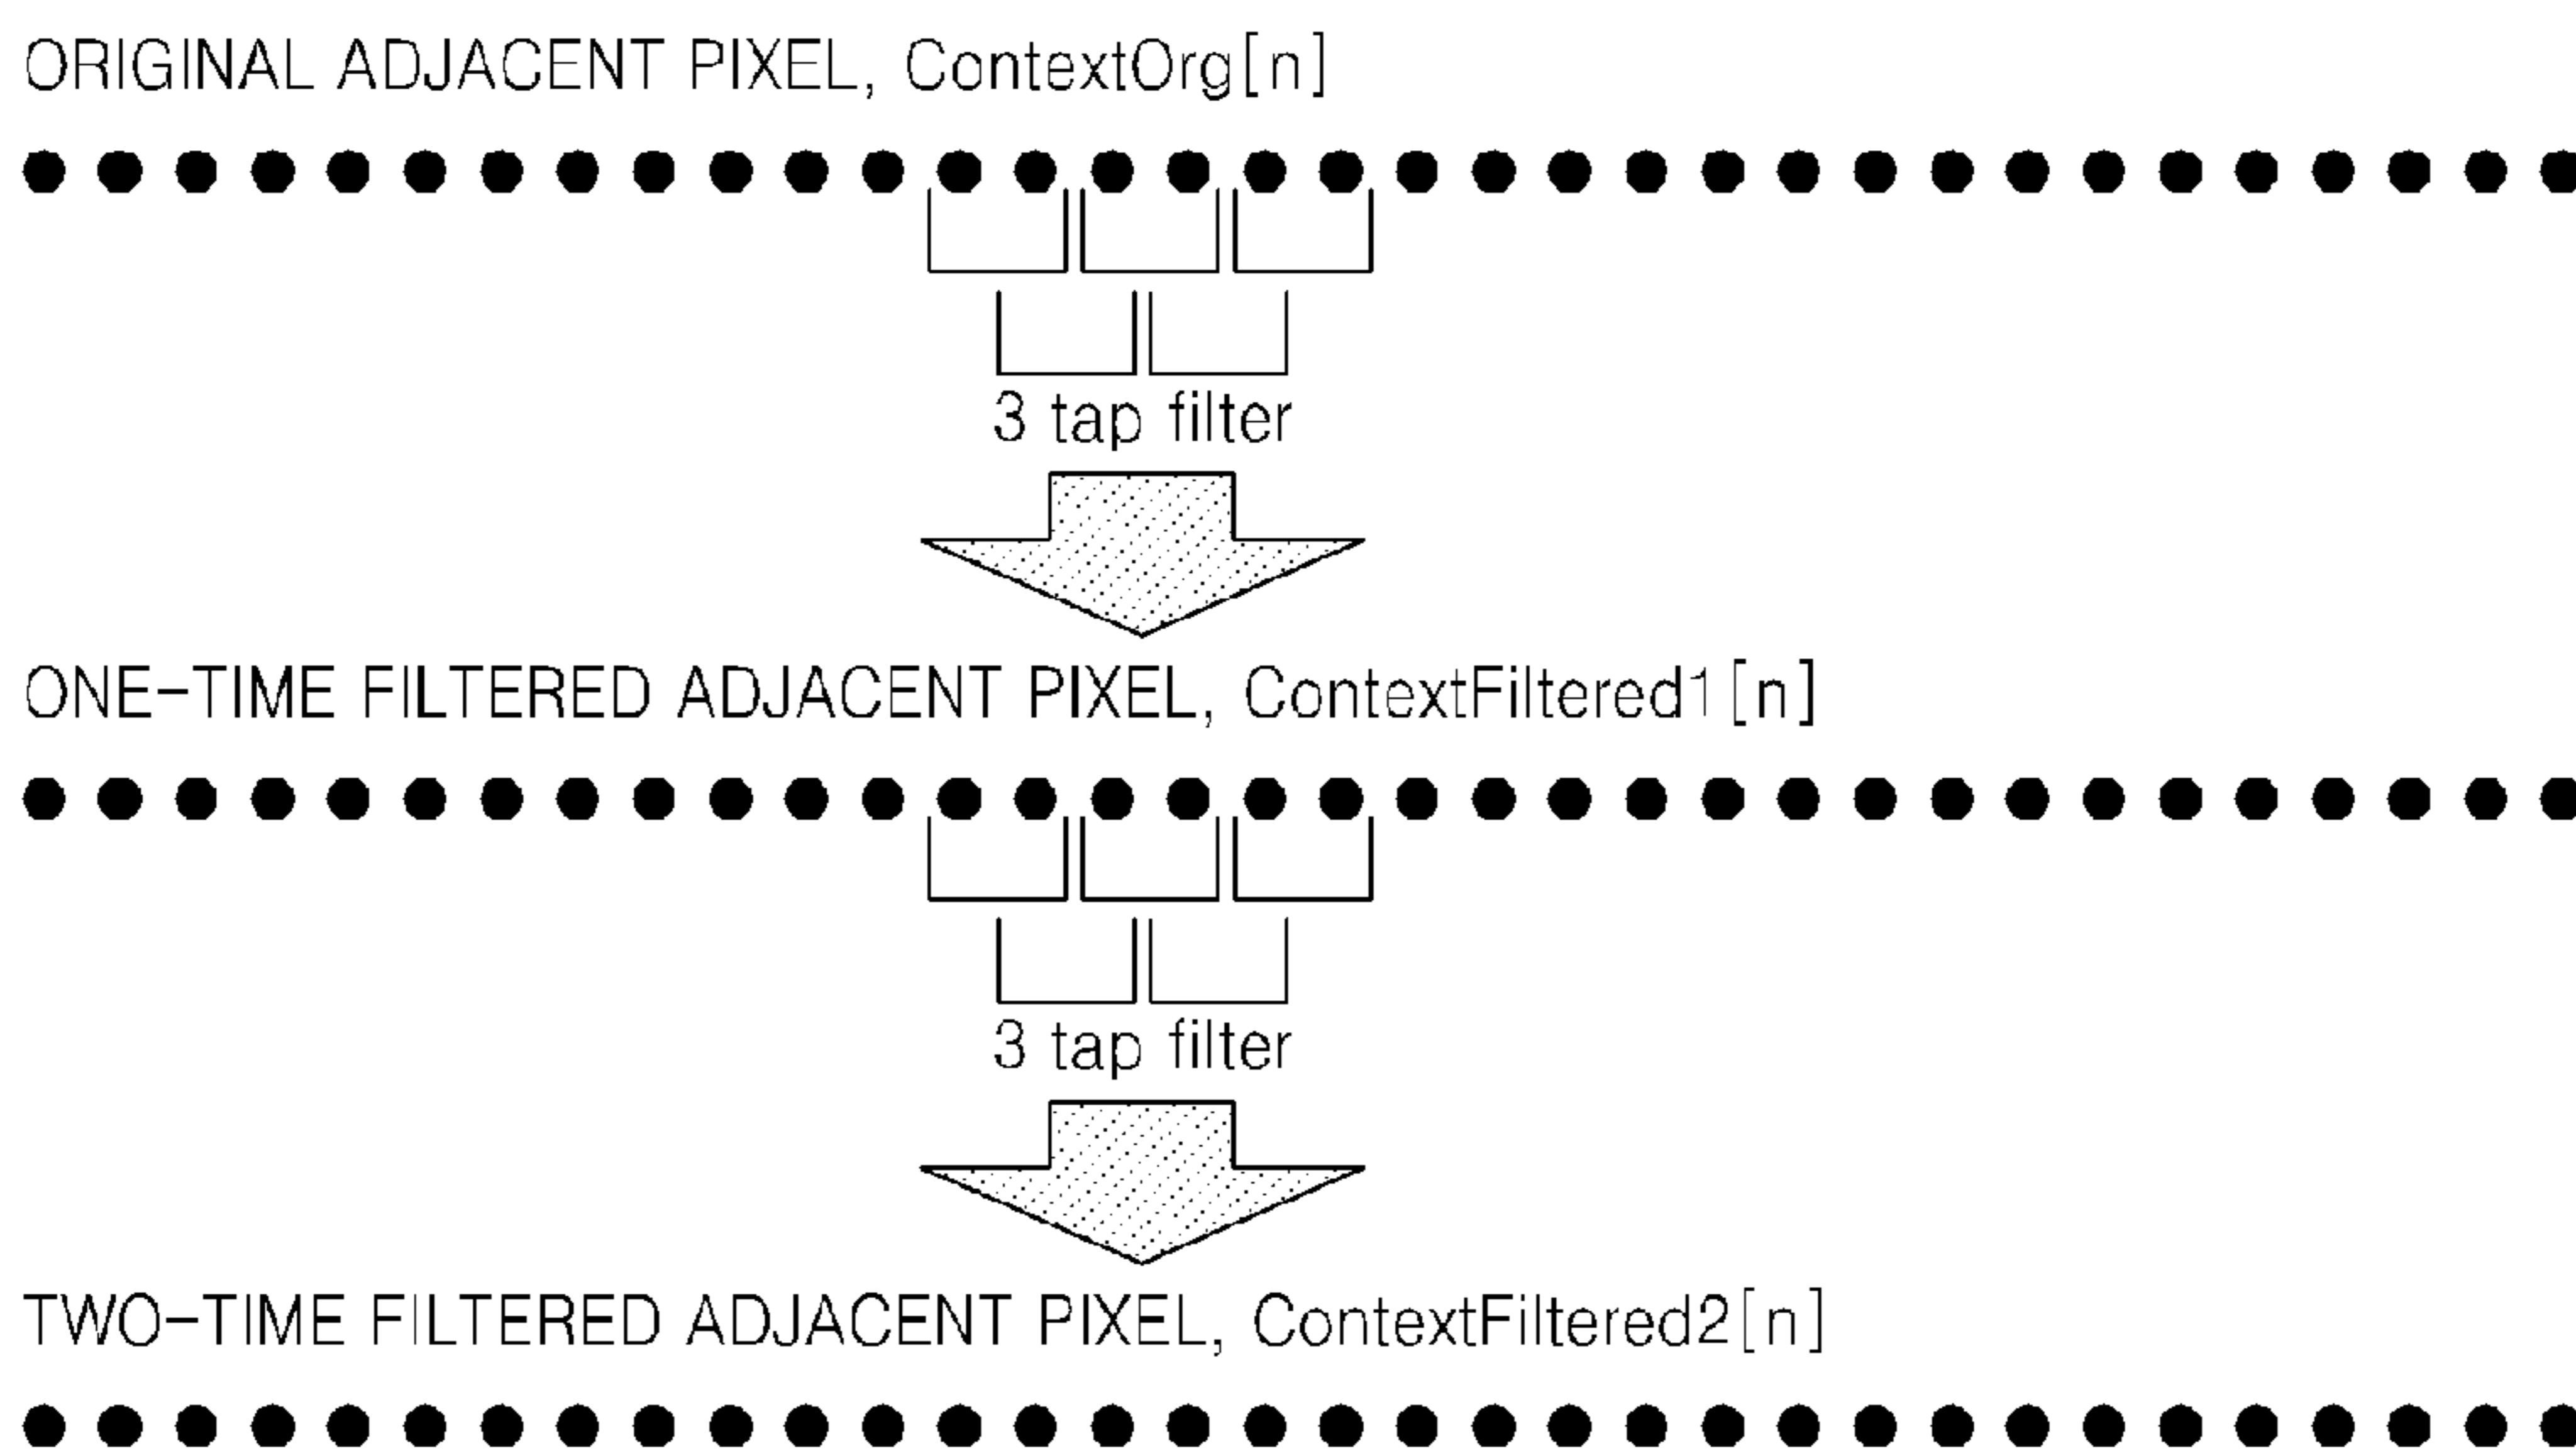 ORIGINAL ADJACENT PIXEL, ContextOrg[n]
3 tap filter
ONE-TIME FILTERED ADJACENT PIXEL, ContextFiltered1[n]
3 tap filter
TWO-TIME FILTERED ADJACENT PIXEL, ContextFiltered2[n]